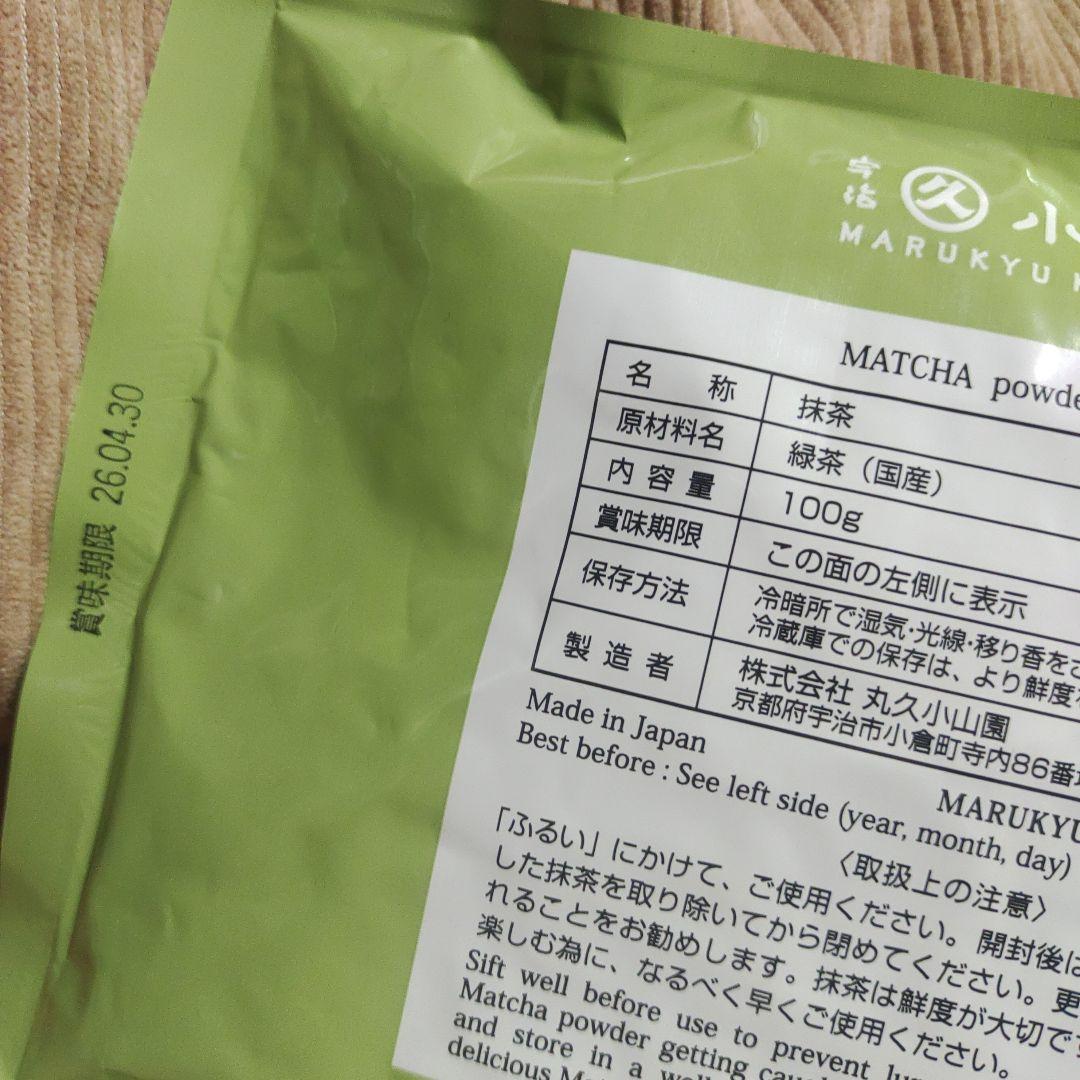 宇治 久 小
MARUKYU
賞味期限 26.04.30
MATCHA powde
名 称 抹茶
原材料名 緑茶（国産）
内容量 100g
賞味期限 この面の左側に表示
保存方法 冷暗所で湿気・光線・移り香をさ
冷蔵庫での保存は、より鮮度
製造者 株式会社 丸久小山園
京都府宇治市小倉町寺内86番
Made in Japan
Best before : See left side (year, month, day)
MARUKYU
〈取扱上の注意〉
「ふるい」にかけて、ご使用ください。開封後は
した抹茶を取り除いてから閉めてください。更
れることをお勧めします。抹茶は鮮度が大切で
楽しむ為に、なるべく早くご使用ください。
Sift well before use to prevent
Matcha powder getting
and store in a
delicious